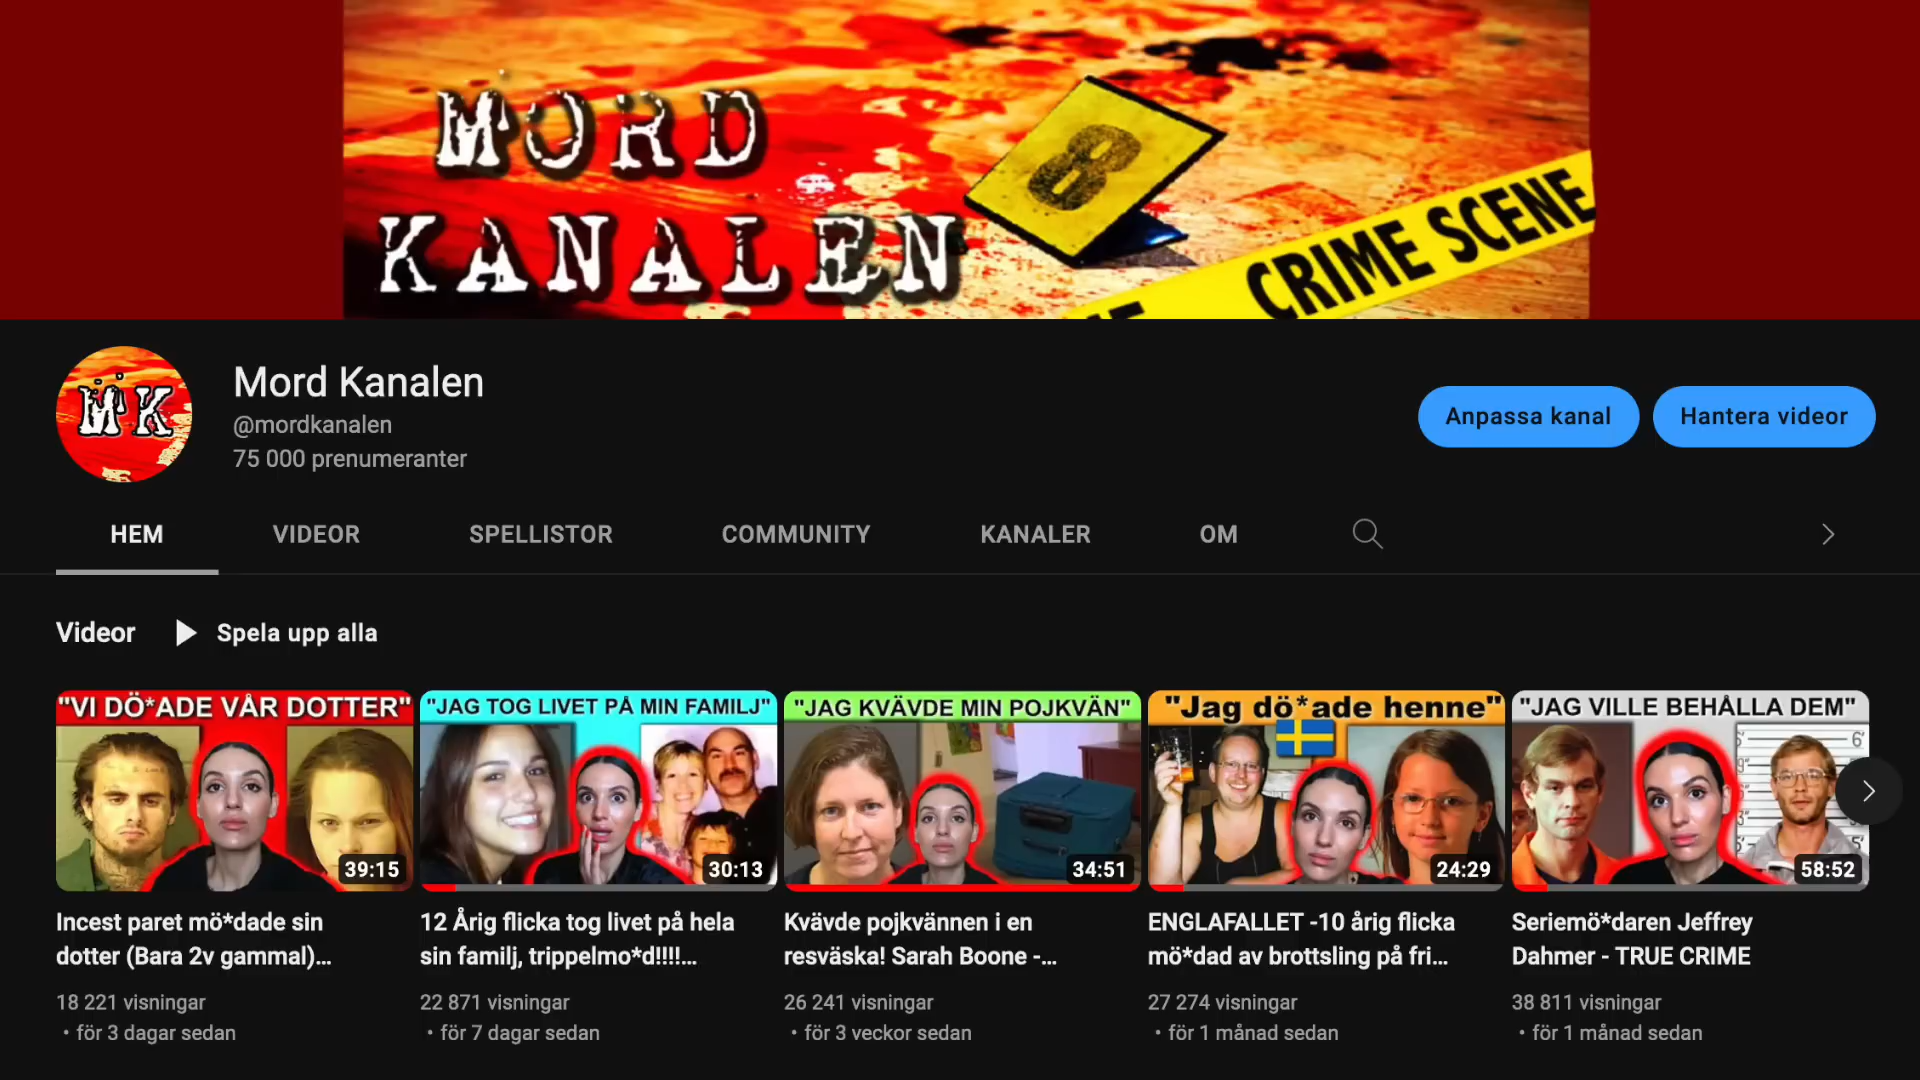 MORD
KANALEN
8
CRIME SCENE
MK
Mord Kanalen
@mordkanalen
75 000 prenumeranter
Anpassa kanal
Hantera videor
HEM
VIDEOR
SPELLISTOR
COMMUNITY
KANALER
OM
Videor
Spela upp alla
"VI DÖ*ADE VÅR DOTTER"
39:15
"JAG TOG LIVET PÅ MIN FAMILJ"
30:13
"JAG KVÄVDE MIN POJKVÄN"
34:51
"Jag dö*ade henne"
24:29
"JAG VILLE BEHÅLLA DEM"
58:52
Incest paret mö*dade sin
dotter (Bara 2v gammal)...
18 221 visningar
• för 3 dagar sedan
12 Årig flicka tog livet på hela
sin familj, trippelmo*d!!!!...
22 871 visningar
• för 7 dagar sedan
Kvävde pojkvännen i en
resväska! Sarah Boone -...
26 241 visningar
• för 3 veckor sedan
ENGLAFALLET -10 årig flicka
mö*dad av brottsling på fri...
27 274 visningar
• för 1 månad sedan
Seriemö*daren Jeffrey
Dahmer - TRUE CRIME
38 811 visningar
• för 1 månad sedan